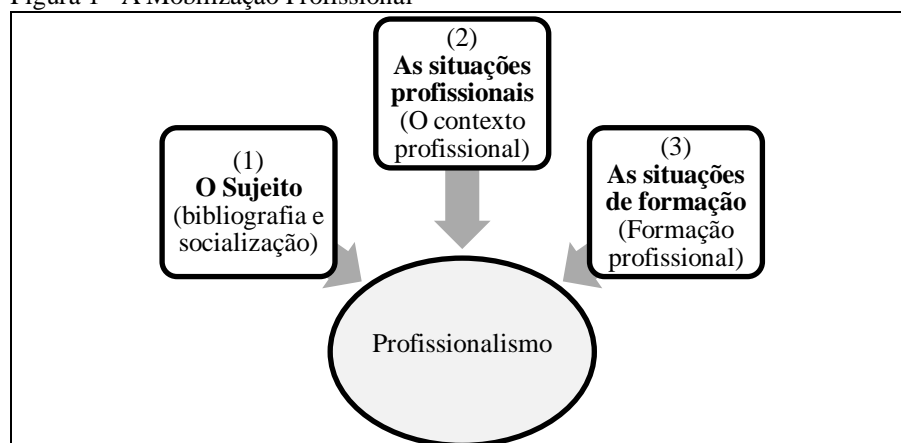 Figura 1 - A Mobilização Profissional
(1)
O Sujeito
(bibliografia e
socialização)
(2)
As situações
profissionais
(O contexto
profissional)
(3)
As situações
de formação
(Formação
profissional)
Profissionalismo